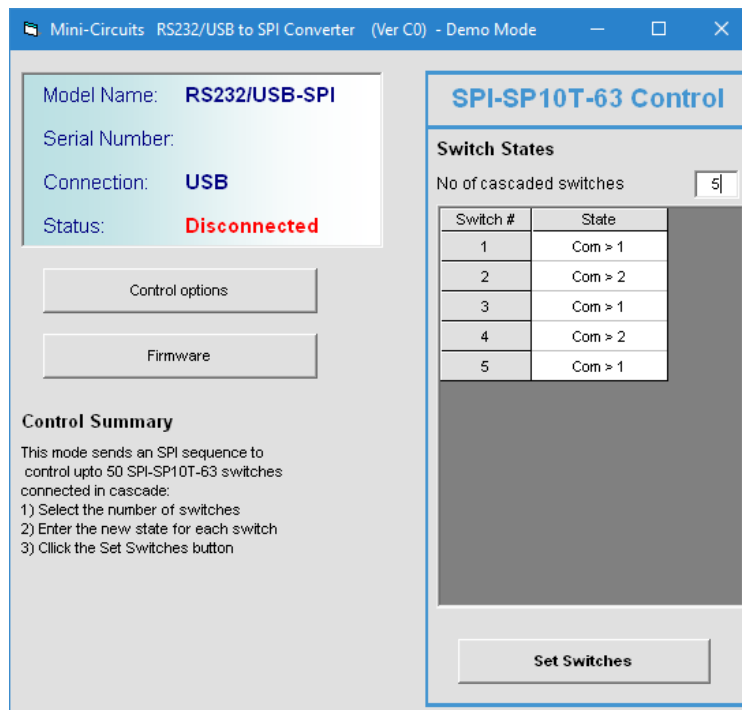 Mini-Circuits RS232/USB to SPI Converter (Ver C0) - Demo Mode
Model Name: RS232/USB-SPI
Serial Number:
Connection: USB
Status: Disconnected
Control options
Firmware
Control Summary
This mode sends an SPI sequence to
control upto 50 SPI-SP10T-63 switches
connected in cascade:
1) Select the number of switches
2) Enter the new state for each switch
3) Click the Set Switches button
SPI-SP10T-63 Control
Switch States
No of cascaded switches 5
Switch # State
1 Com > 1
2 Com > 2
3 Com > 1
4 Com > 2
5 Com > 1
Set Switches